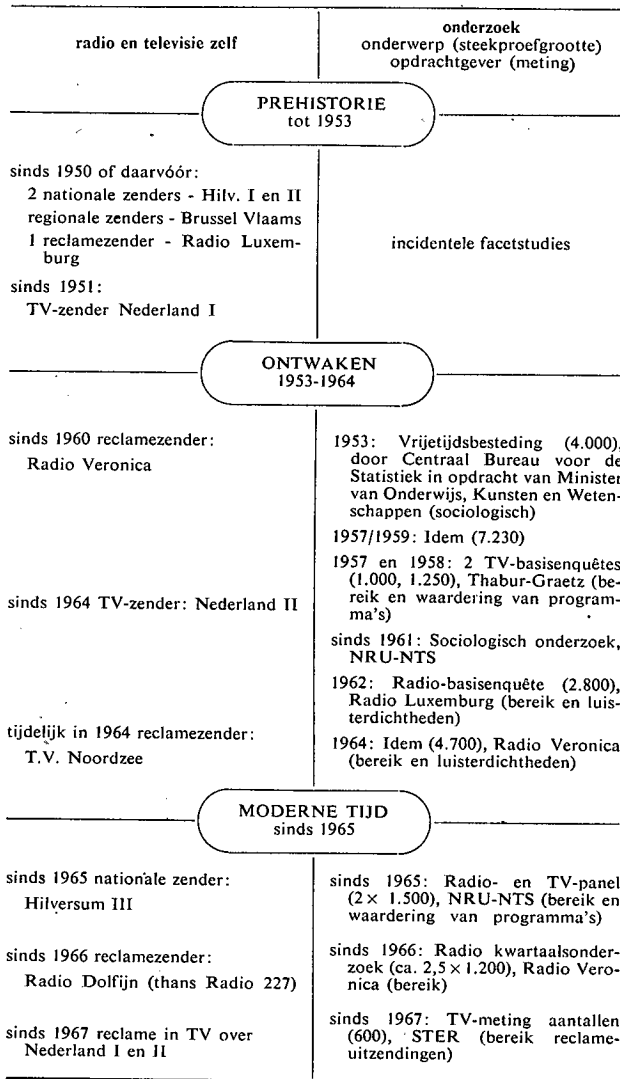 radio en televisie zelf
onderzoek
onderwerp (steekproefgrootte)
opdrachtgever (meting)
PREHISTORIE
tot 1953
sinds 1950 of daarvóór:
2 nationale zenders - Hilv. I en II
regionale zenders - Brussel Vlaams
1 reclamezender - Radio Luxem-
burg
sinds 1951:
TV-zender Nederland I
incidentele facetstudies
ONTWAKEN
1953-1964
sinds 1960 reclamezender:
Radio Veronica
sinds 1964 TV-zender: Nederland II
tijdelijk in 1964 reclamezender:
T.V. Noordzee
1953: Vrijetijdsbesteding (4.000),
door Centraal Bureau voor de
Statistiek in opdracht van Minister
van Onderwijs, Kunsten en Weten-
schappen (sociologisch)
1957/1959: Idem (7.230)
1957 en 1958: 2 TV-basisenquêtes
(1.000, 1.250), Thabur-Graetz (be-
reik en waardering van program-
ma's)
sinds 1961: Sociologisch onderzoek,
NRU-NTS
1962: Radio-basisenquête (2.800),
Radio Luxemburg (bereik en luis-
terdichtheden)
1964: Idem (4.700), Radio Veronica
(bereik en luisterdichtheden)
MODERNE TIJD
sinds 1965
sinds 1965 nationale zender:
Hilversum III
sinds 1966 reclamezender:
Radio Dolfijn (thans Radio 227)
sinds 1967 reclame in TV over
Nederland I en II
sinds 1965: Radio- en TV-panel
(2 × 1.500), NRU-NTS (bereik en
waardering van programma's)
sinds 1966: Radio kwartaalsonder-
zoek (ca. 2,5 × 1.200), Radio Vero-
nica (bereik)
sinds 1967: TV-meting aantallen
(600), STER (bereik reclame-
uitzendingen)